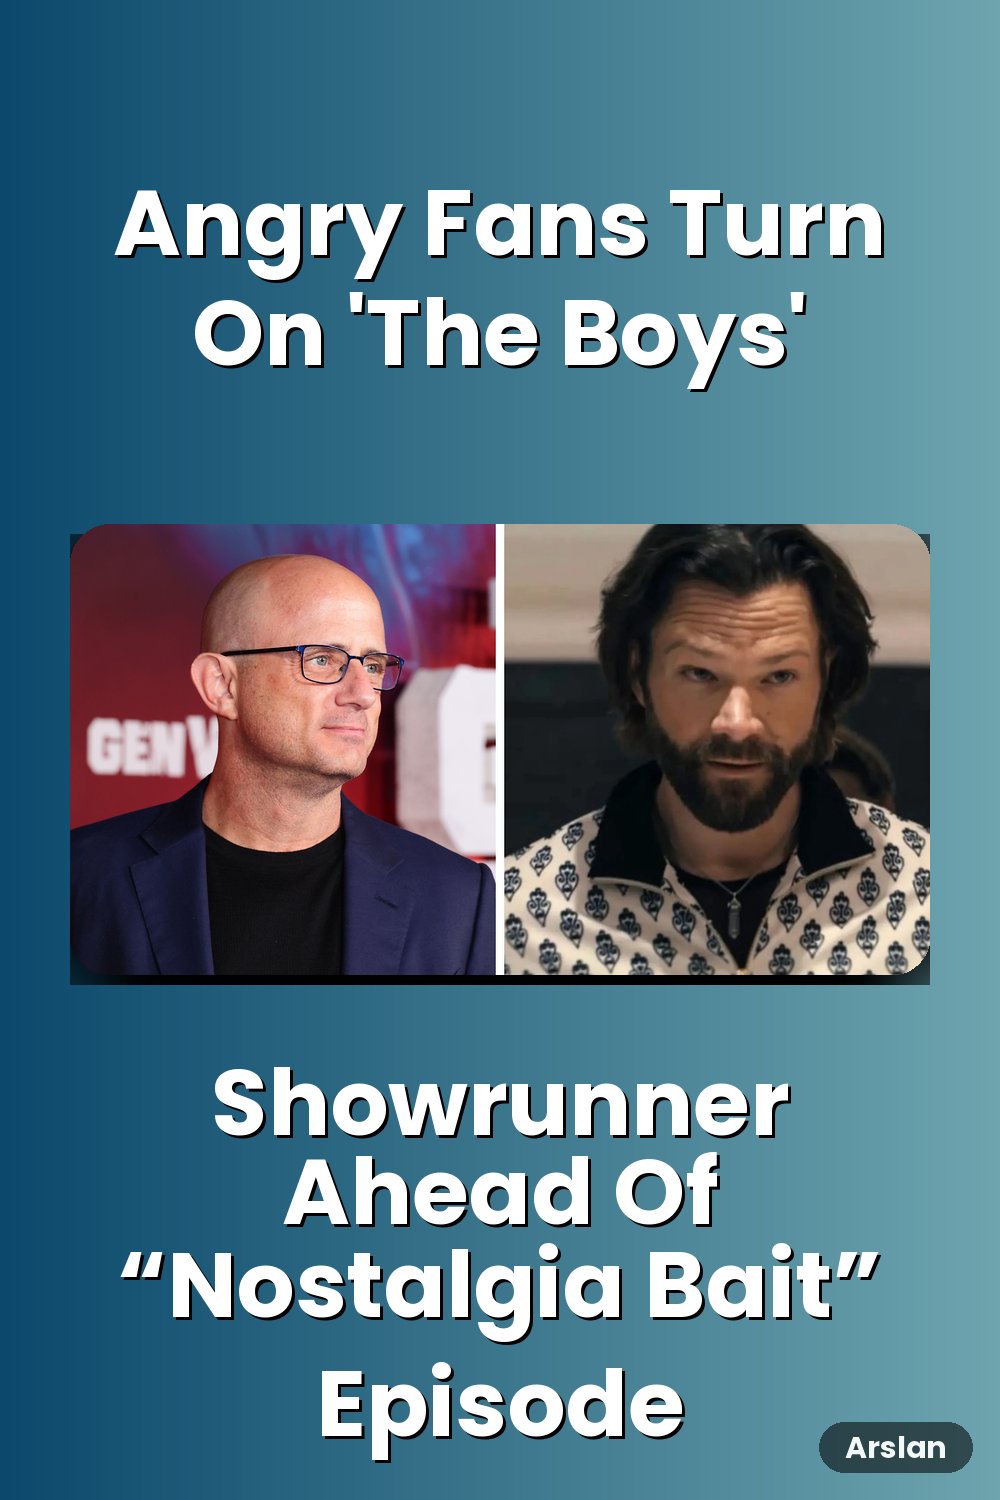 Angry Fans Turn
On 'The Boys'
GEN V
Showrunner
Ahead Of
“Nostalgia Bait”
Episode
Arslan